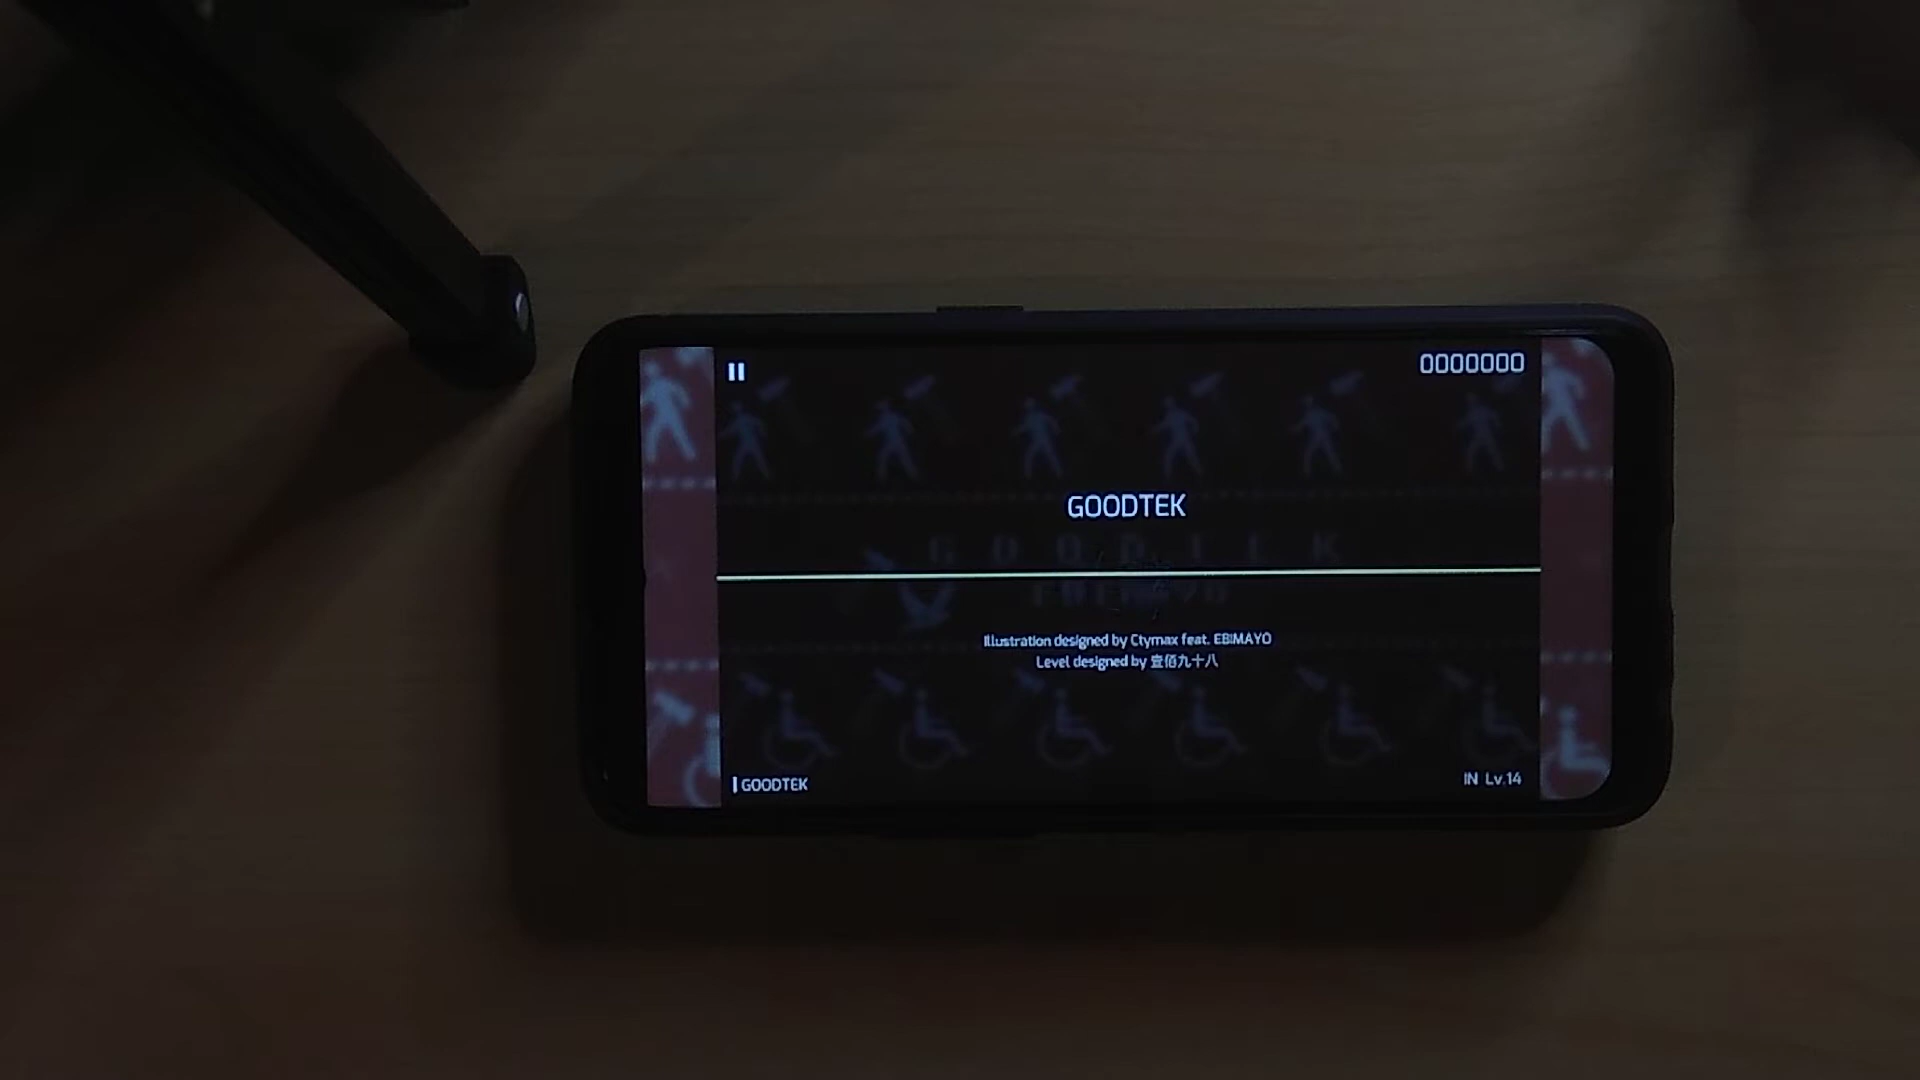 0000000
GOODTEK
G O O D T E K
Illustration designed by Ctymax feat. EBIMAYO
Level designed by 壹佰九十八
GOODTEK
IN Lv.14